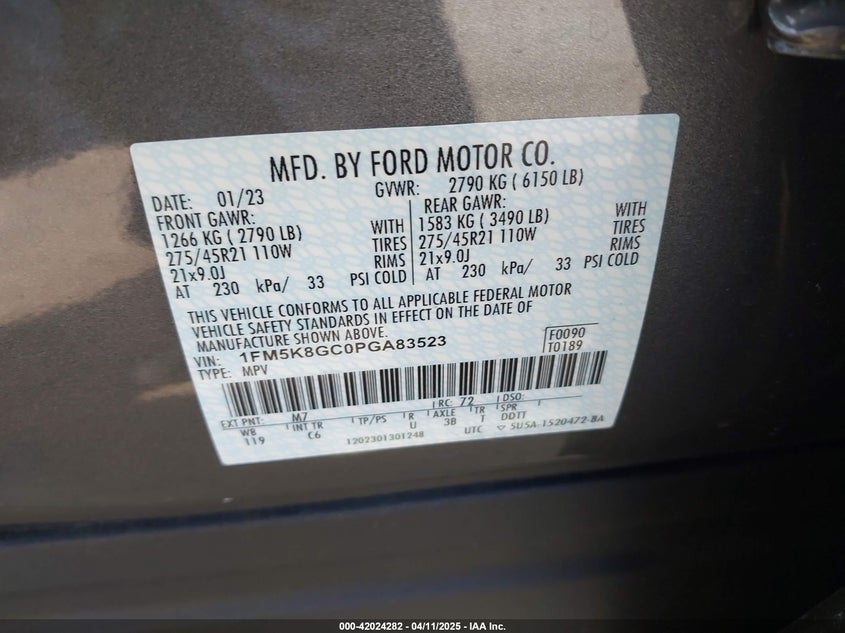 MFD. BY FORD MOTOR CO.
DATE: 01/23 GVWR: 2790 KG ( 6150 LB)
FRONT GAWR: REAR GAWR:
1266 KG ( 2790 LB) WITH 1583 KG ( 3490 LB) WITH
275/45R21 110W TIRES 275/45R21 110W TIRES
21x9.0J RIMS 21x9.0J RIMS
AT 230 kPa/ 33 PSI COLD AT 230 kPa/ 33 PSI COLD
THIS VEHICLE CONFORMS TO ALL APPLICABLE FEDERAL MOTOR
VEHICLE SAFETY STANDARDS IN EFFECT ON THE DATE OF
MANUFACTURE SHOWN ABOVE.
VIN: 1FM5K8GC0PGA83523 F0090
TYPE: MPV T0189
EXT PNT: M7 RC: 72 DSO:
WB INT TR TP/PS R AXLE TR SPR
119 C6 U 3B T DDTT
1202301301248 UTC ▽ 5U5A-1520472-BA
000-42024282 - 04/11/2025 - IAA Inc.